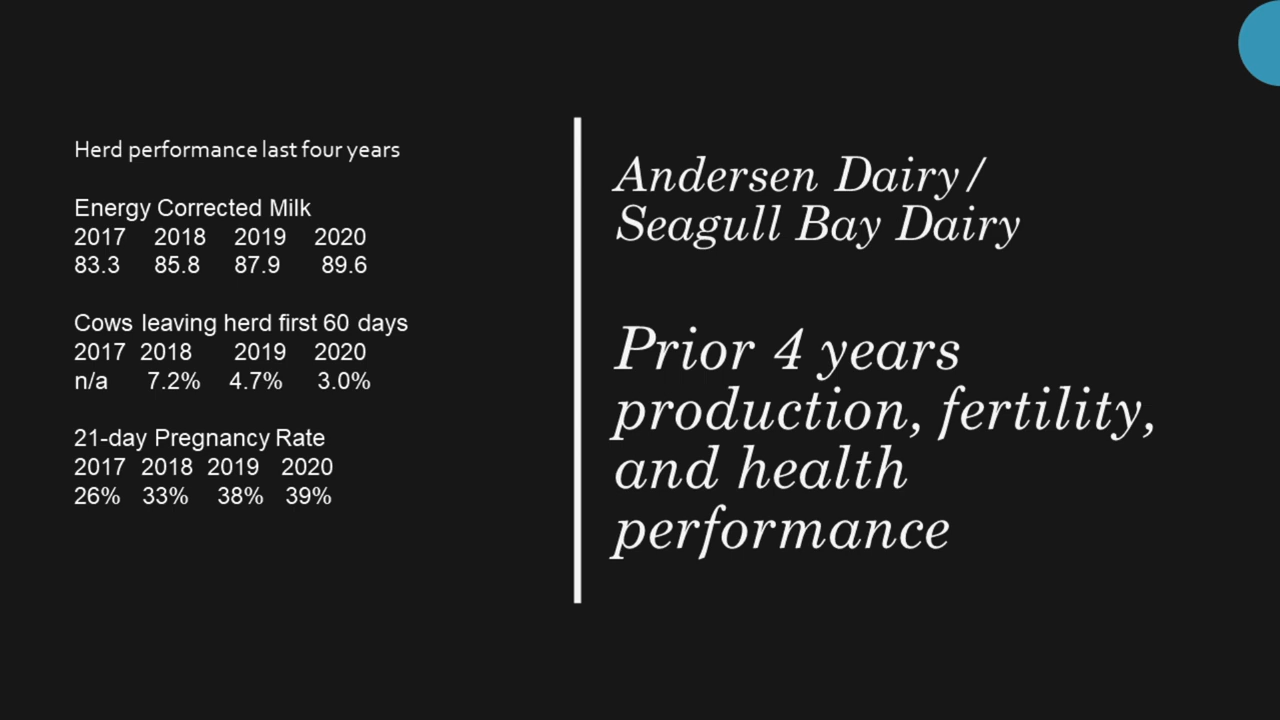 Herd performance last four years
Energy Corrected Milk
2017 2018 2019 2020
83.3 85.8 87.9 89.6
Cows leaving herd first 60 days
2017 2018 2019 2020
n/a 7.2% 4.7% 3.0%
21-day Pregnancy Rate
2017 2018 2019 2020
26% 33% 38% 39%
Andersen Dairy/
Seagull Bay Dairy
Prior 4 years
production, fertility,
and health
performance